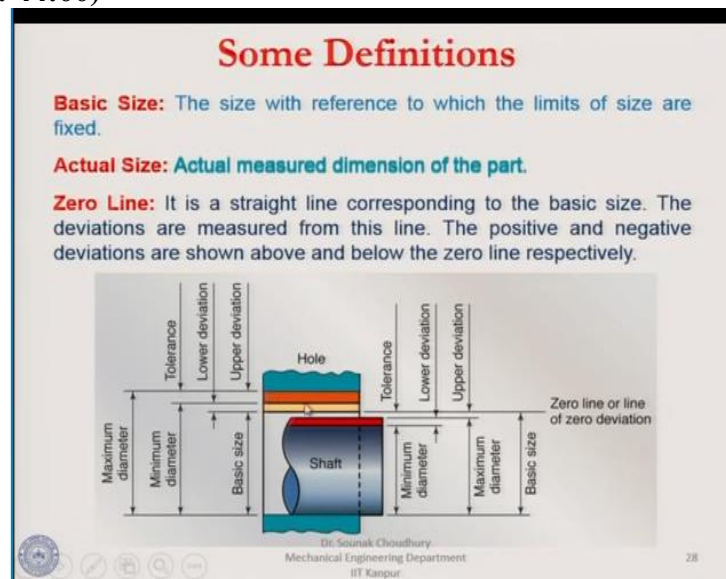 Some Definitions
Basic Size: The size with reference to which the limits of size are
fixed.
Actual Size: Actual measured dimension of the part.
Zero Line: It is a straight line corresponding to the basic size. The
deviations are measured from this line. The positive and negative
deviations are shown above and below the zero line respectively.
Tolerance
Lower deviation
Upper deviation
Hole
Tolerance
Lower deviation
Upper deviation
Zero line or line
of zero deviation
Maximum
diameter
Minimum
diameter
Basic size
Shaft
Minimum
diameter
Maximum
diameter
Basic size
Dr. Sounak Choudhury
Mechanical Engineering Department
IIT Kanpur
28